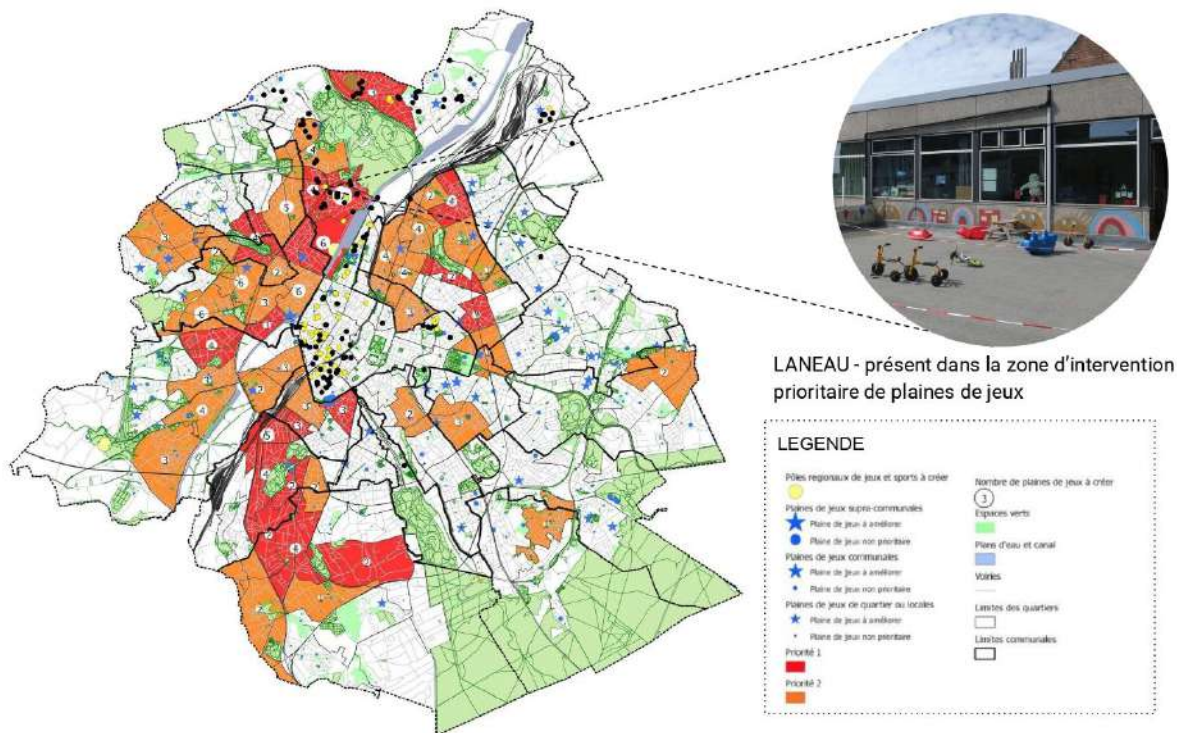 LANEAU - présent dans la zone d'intervention
prioritaire de plaines de jeux
LEGENDE
Pôles regionaux de jeux et sports à créer
Plaines de jeux supra-communales
Plaine de jeux à améliorer
Plaine de jeux non prioritaire
Plaines de jeux communales
Plaine de jeux à améliorer
Plaine de jeux non prioritaire
Plaines de jeux de quartier ou locales
Plaine de jeux à améliorer
Plaine de jeux non prioritaire
Priorité 1
Priorité 2
Nombre de plaines de jeux à créer
3
Espaces verts
Plans d'eau et canal
Voiries
Limites des quartiers
Limites communales